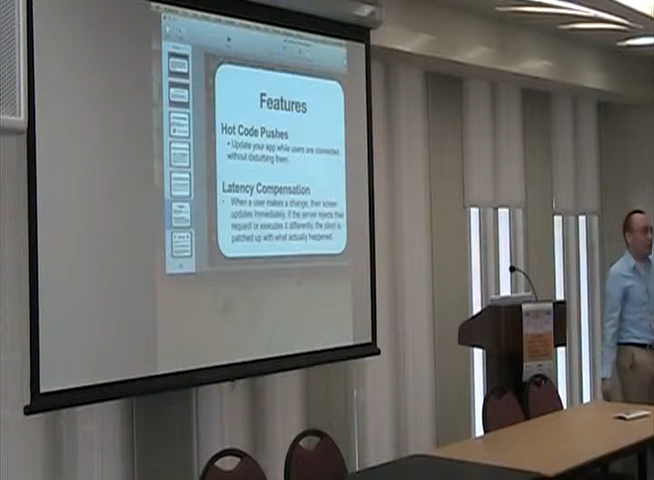 Features
Hot Code Pushes
• Update your app while users are connected
without disturbing them
Latency Compensation
• When a user makes a change, their screen
updates immediately. If the server rejects their
request or executes it differently, the client is
patched up with what actually happened.